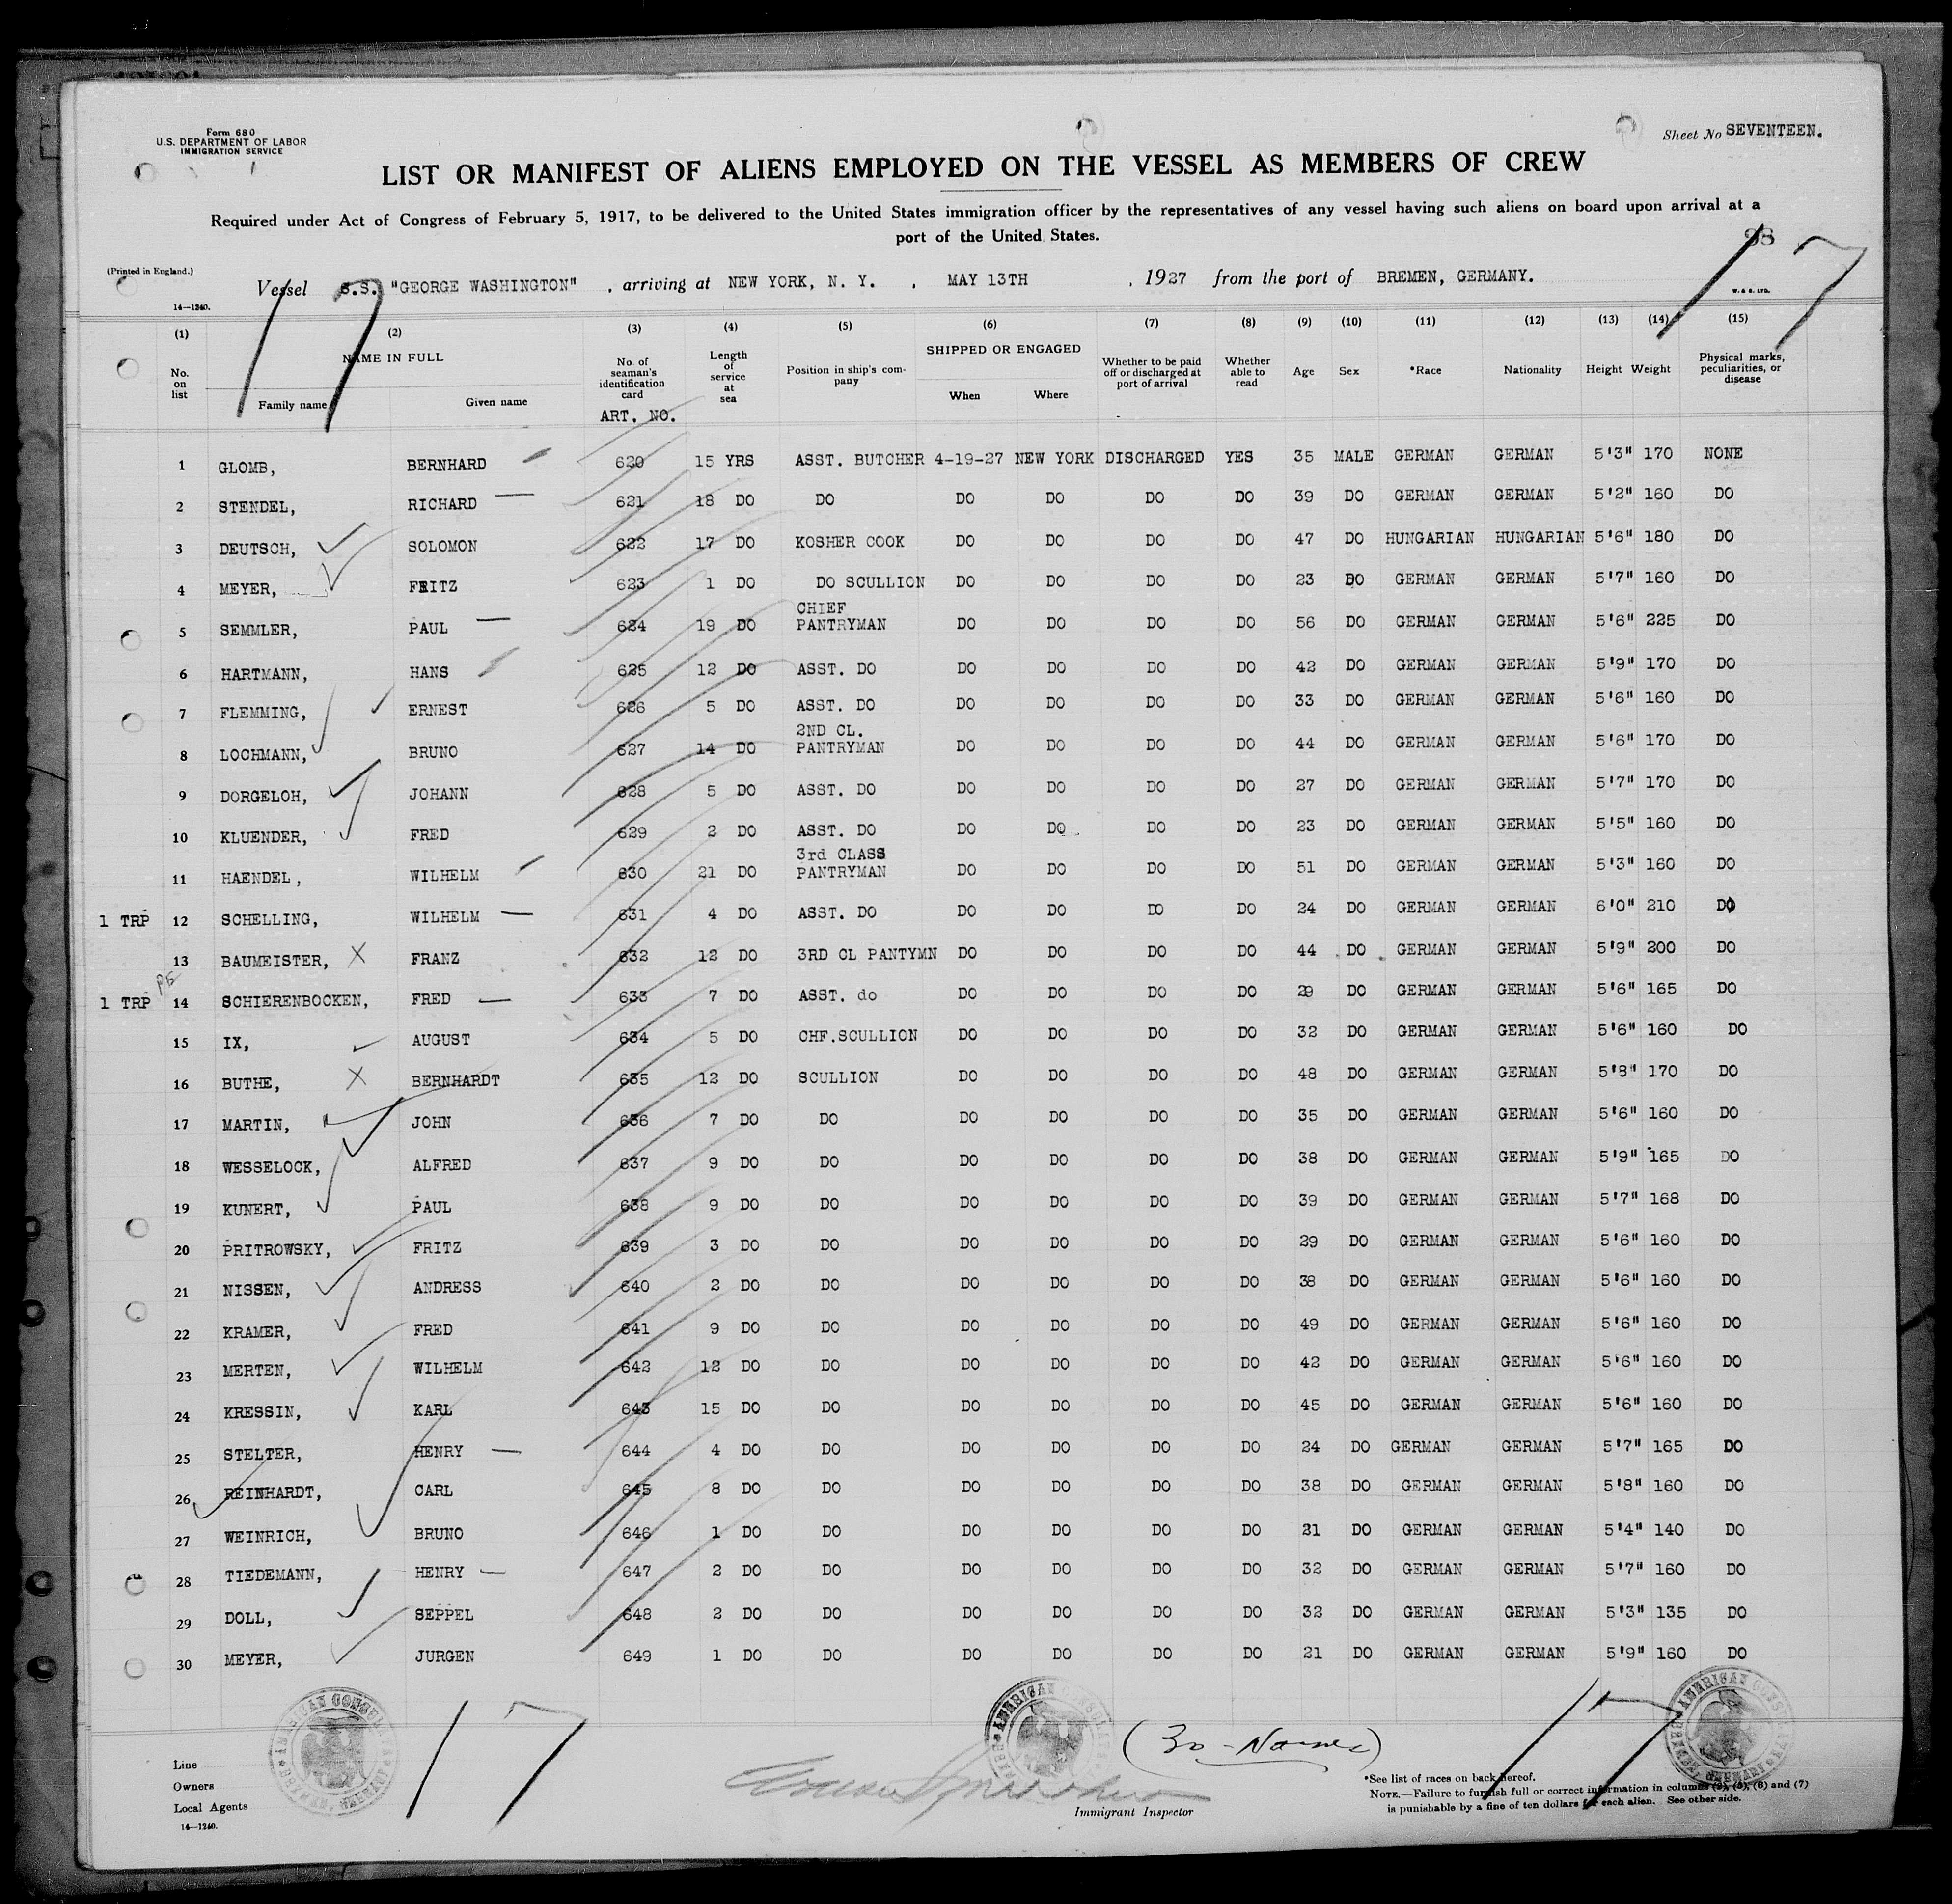 Form 680
U.S. DEPARTMENT OF LABOR
IMMIGRATION SERVICE
Sheet No SEVENTEEN.
LIST OR MANIFEST OF ALIENS EMPLOYED ON THE VESSEL AS MEMBERS OF CREW
Required under Act of Congress of February 5, 1917, to be delivered to the United States immigration officer by the representatives of any vessel having such aliens on board upon arrival at a
port of the United States.
(Printed in England.)
17
17
Vessel S.S. "GEORGE WASHINGTON" , arriving at NEW YORK, N. Y. , MAY 13TH , 1927 from the port of BREMEN, GERMANY.
14—1240.
W. & S. LTD.
(1) (2) (3) (4) (5) (6) (7) (8) (9) (10) (11) (12) (13) (14) (15)
No. on list NAME IN FULL Family name Given name No. of seaman's identification card ART. NO. Length of service at sea Position in ship's company SHIPPED OR ENGAGED When Where Whether to be paid off or discharged at port of arrival Whether able to read Age Sex *Race Nationality Height Weight Physical marks, peculiarities, or disease
1 GLOMB, BERNHARD 620 15 YRS ASST. BUTCHER 4-19-27 NEW YORK DISCHARGED YES 35 MALE GERMAN GERMAN 5'3" 170 NONE
2 STENDEL, RICHARD 621 18 DO DO DO DO DO DO 39 DO GERMAN GERMAN 5'2" 160 DO
3 DEUTSCH, SOLOMON 622 17 DO KOSHER COOK DO DO DO DO 47 DO HUNGARIAN HUNGARIAN 5'6" 180 DO
4 MEYER, FRITZ 623 1 DO DO SCULLION DO DO DO DO 23 DO GERMAN GERMAN 5'7" 160 DO
5 SEMMLER, PAUL 624 19 DO CHIEF PANTRYMAN DO DO DO DO 56 DO GERMAN GERMAN 5'6" 225 DO
6 HARTMANN, HANS 625 12 DO ASST. DO DO DO DO DO 42 DO GERMAN GERMAN 5'9" 170 DO
7 FLEMMING, ERNEST 626 5 DO ASST. DO DO DO DO DO 33 DO GERMAN GERMAN 5'6" 160 DO
8 LOCHMANN, BRUNO 627 14 DO 2ND CL. PANTRYMAN DO DO DO DO 44 DO GERMAN GERMAN 5'6" 170 DO
9 DORGELOH, JOHANN 628 5 DO ASST. DO DO DO DO DO 27 DO GERMAN GERMAN 5'7" 170 DO
10 KLUENDER, FRED 629 2 DO ASST. DO DO DO DO DO 23 DO GERMAN GERMAN 5'5" 160 DO
11 HAENDEL, WILHELM 630 21 DO 3rd CLASS PANTRYMAN DO DO DO DO 51 DO GERMAN GERMAN 5'3" 160 DO
1 TRP 12 SCHELLING, WILHELM 631 4 DO ASST. DO DO DO DO DO 24 DO GERMAN GERMAN 6'0" 210 DO
13 BAUMEISTER, X FRANZ 632 12 DO 3RD CL PANTYMN DO DO DO DO 44 DO GERMAN GERMAN 5'9" 200 DO
1 TRP 14 SCHIERENBOCKEN, FRED 633 7 DO ASST. do DO DO DO DO 29 DO GERMAN GERMAN 5'6" 165 DO
15 IX, AUGUST 634 5 DO CHF.SCULLION DO DO DO DO 32 DO GERMAN GERMAN 5'6" 160 DO
16 BUTHE, X BERNHARDT 635 12 DO SCULLION DO DO DO DO 48 DO GERMAN GERMAN 5'8" 170 DO
17 MARTIN, JOHN 636 7 DO DO DO DO DO DO 35 DO GERMAN GERMAN 5'6" 160 DO
18 WESSELOCK, ALFRED 637 9 DO DO DO DO DO DO 38 DO GERMAN GERMAN 5'9" 165 DO
19 KUNERT, PAUL 638 9 DO DO DO DO DO DO 39 DO GERMAN GERMAN 5'7" 168 DO
20 PRITROWSKY, FRITZ 639 3 DO DO DO DO DO DO 29 DO GERMAN GERMAN 5'6" 160 DO
21 NISSEN, ANDRESS 640 2 DO DO DO DO DO DO 38 DO GERMAN GERMAN 5'6" 160 DO
22 KRAMER, FRED 641 9 DO DO DO DO DO DO 49 DO GERMAN GERMAN 5'6" 160 DO
23 MERTEN, WILHELM 642 12 DO DO DO DO DO DO 42 DO GERMAN GERMAN 5'6" 160 DO
24 KRESSIN, KARL 643 15 DO DO DO DO DO DO 45 DO GERMAN GERMAN 5'6" 160 DO
25 STELTER, HENRY 644 4 DO DO DO DO DO DO 24 DO GERMAN GERMAN 5'7" 165 DO
26 REINHARDT, CARL 645 8 DO DO DO DO DO DO 38 DO GERMAN GERMAN 5'8" 160 DO
27 WEINRICH, BRUNO 646 1 DO DO DO DO DO DO 21 DO GERMAN GERMAN 5'4" 140 DO
28 TIEDEMANN, HENRY 647 2 DO DO DO DO DO DO 32 DO GERMAN GERMAN 5'7" 160 DO
29 DOLL, SEPPEL 648 2 DO DO DO DO DO DO 32 DO GERMAN GERMAN 5'3" 135 DO
30 MEYER, JURGEN 649 1 DO DO DO DO DO DO 21 DO GERMAN GERMAN 5'9" 160 DO
17
17
AMERICAN
(30 - Names)
Line
Owners
Local Agents
14—1240.
Immigrant Inspector
*See list of races on back hereof.
NOTE.—Failure to furnish full or correct information in columns (2), (5), (6) and (7)
is punishable by a fine of ten dollars for each alien. See other side.